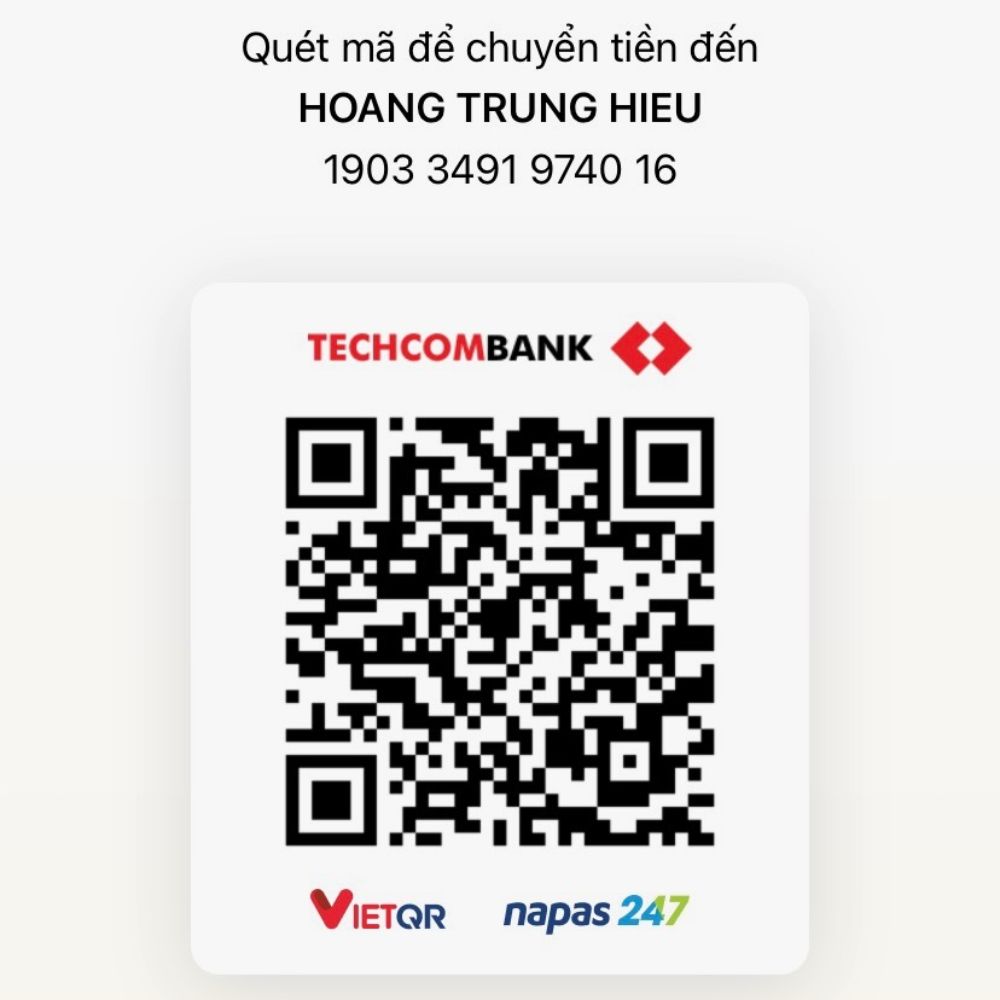 Quét mã để chuyển tiền đến
HOANG TRUNG HIEU
1903 3491 9740 16
TECHCOMBANK
VIETQR
napas 247